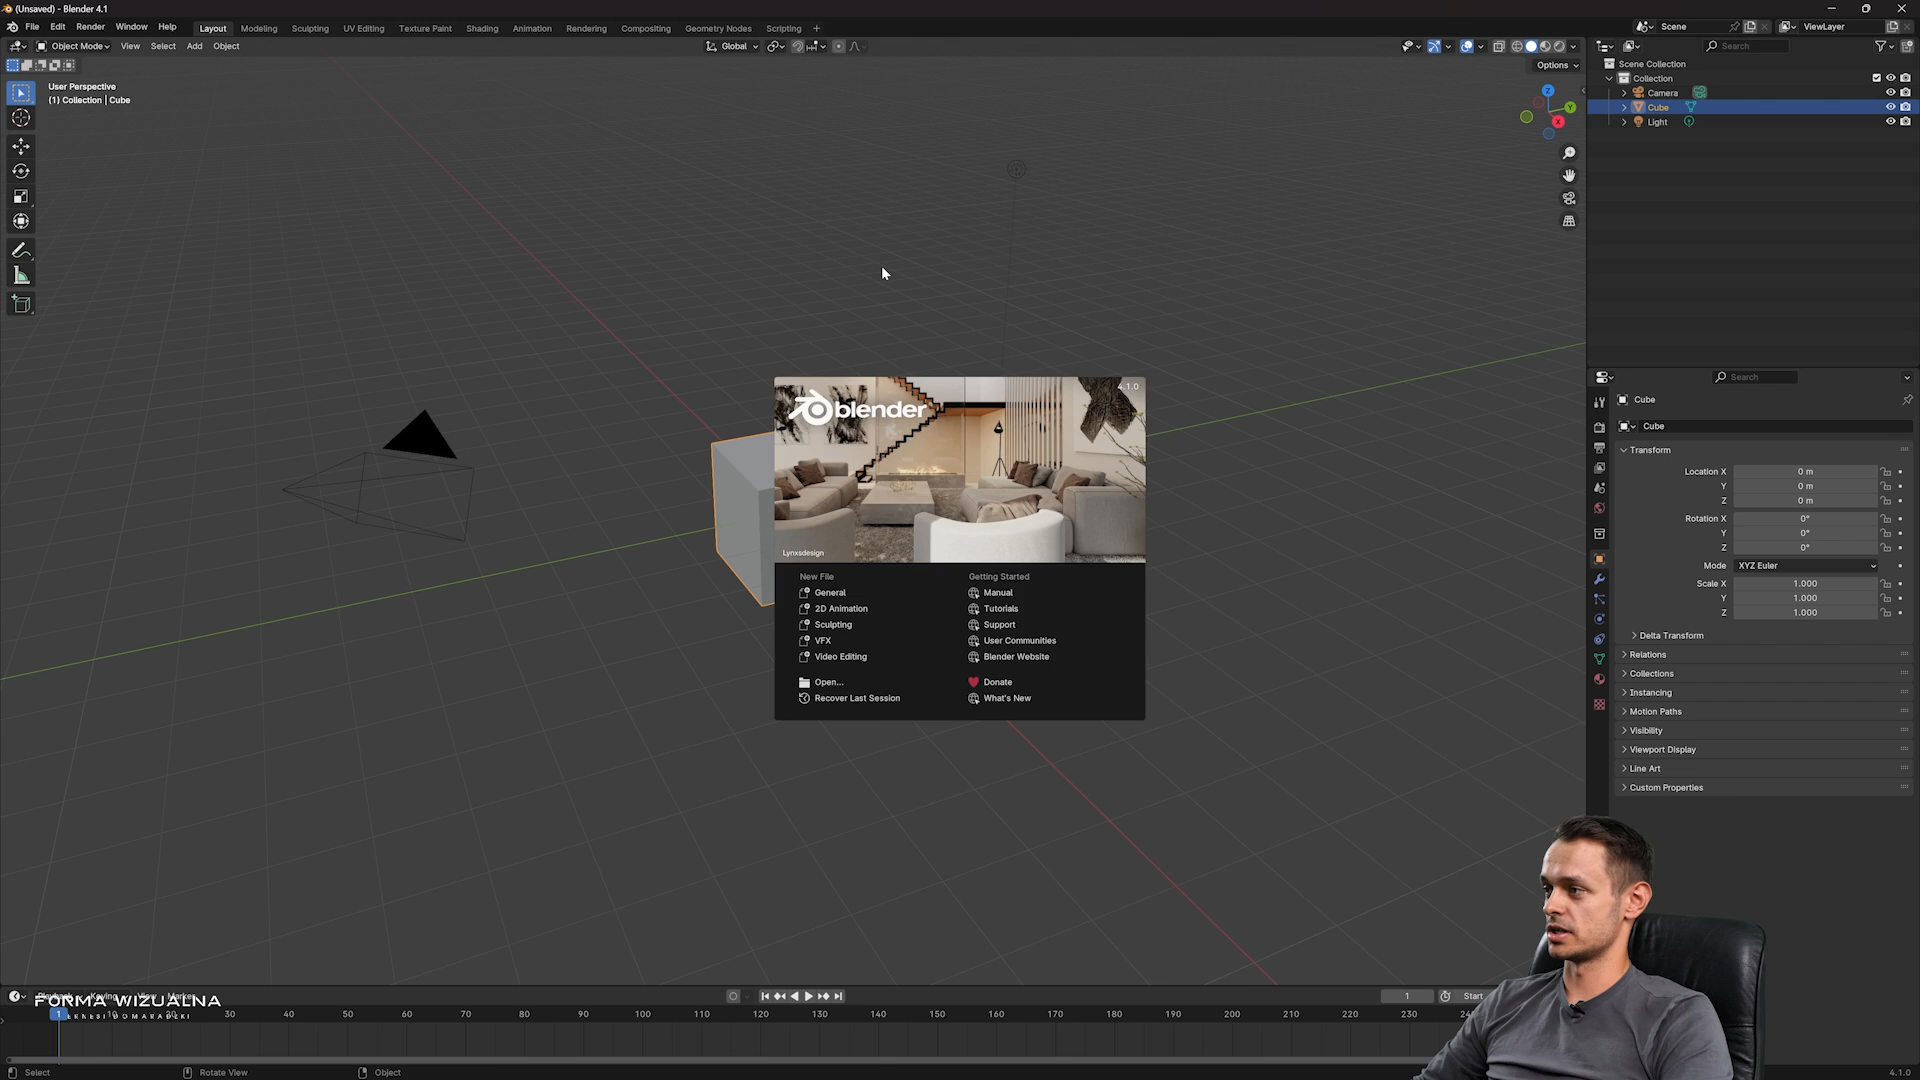 (Unsaved) - Blender 4.1
File Edit Render Window Help Layout Modeling Sculpting UV Editing Texture Paint Shading Animation Rendering Compositing Geometry Nodes Scripting + Scene ViewLayer
Object Mode View Select Add Object Global Search
Options
User Perspective
(1) Collection | Cube
Scene Collection
Collection
Camera
Cube
Light
Z
Y
X
Search
Cube
Cube
Transform
Location X 0 m
Y 0 m
Z 0 m
Rotation X 0°
Y 0°
Z 0°
Mode XYZ Euler
Scale X 1.000
Y 1.000
Z 1.000
Delta Transform
Relations
Collections
Instancing
Motion Paths
Visibility
Viewport Display
Line Art
Custom Properties
4.1.0
blender
Lynxsdesign
New File
General
2D Animation
Sculpting
VFX
Video Editing
Open...
Recover Last Session
Getting Started
Manual
Tutorials
Support
User Communities
Blender Website
Donate
What's New
FORMA WIZUALNA
1 Start
1 10 20 30 40 50 60 70 80 90 100 110 120 130 140 150 160 170 180 190 200 210 220 230
Select Rotate View Object 4.1.0